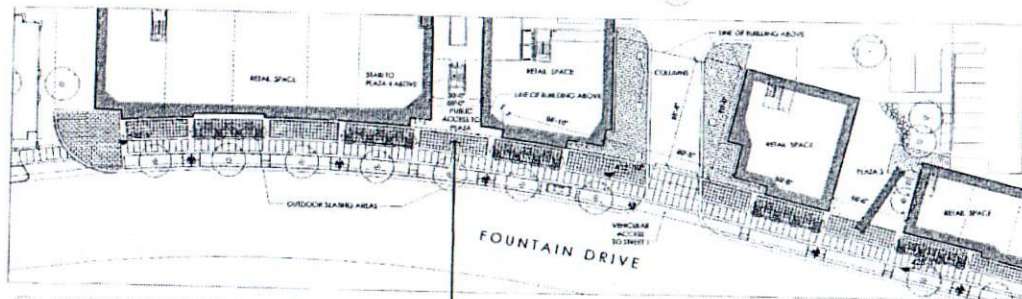 LINE OF BUILDING ABOVE
RETAIL SPACE
STAIR TO
PLAZA 4 ABOVE
PUBLIC
ACCESS TO
PLAZA
RETAIL SPACE
LINE OF BUILDING ABOVE
COLUMNS
RETAIL SPACE
PLAZA 3
RETAIL SPACE
OUTDOOR SEATING AREAS
VEHICULAR
ACCESS
TO STREET 1
FOUNTAIN DRIVE